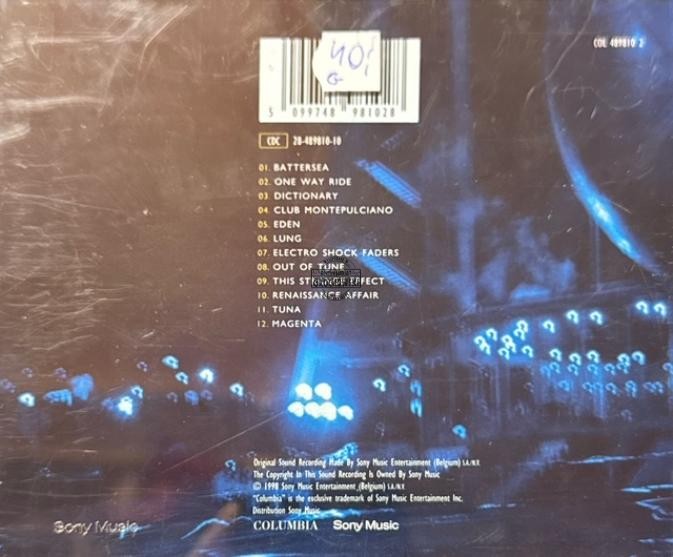 COL 489810 2
40,
G
5 099748 981028
CDC 28-489810-10
01. BATTERSEA
02. ONE WAY RIDE
03. DICTIONARY
04. CLUB MONTEPULCIANO
05. EDEN
06. LUNG
07. ELECTRO SHOCK FADERS
08. OUT OF TUNE
09. THIS STRANGE EFFECT
10. RENAISSANCE AFFAIR
11. TUNA
12. MAGENTA
Original Sound Recording Made By Sony Music Entertainment (Belgium) S.A./N.V.
The Copyright In This Sound Recording Is Owned By Sony Music
© 1998 Sony Music Entertainment (Belgium) S.A./N.V.
"Columbia" is the exclusive trademark of Sony Music Entertainment Inc.
Distribution Sony Music
Sony Music COLUMBIA Sony Music